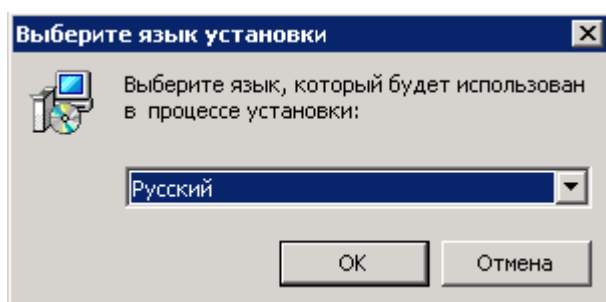 Выберите язык установки
Выберите язык, который будет использован
в процессе установки:
Русский
OK
Отмена